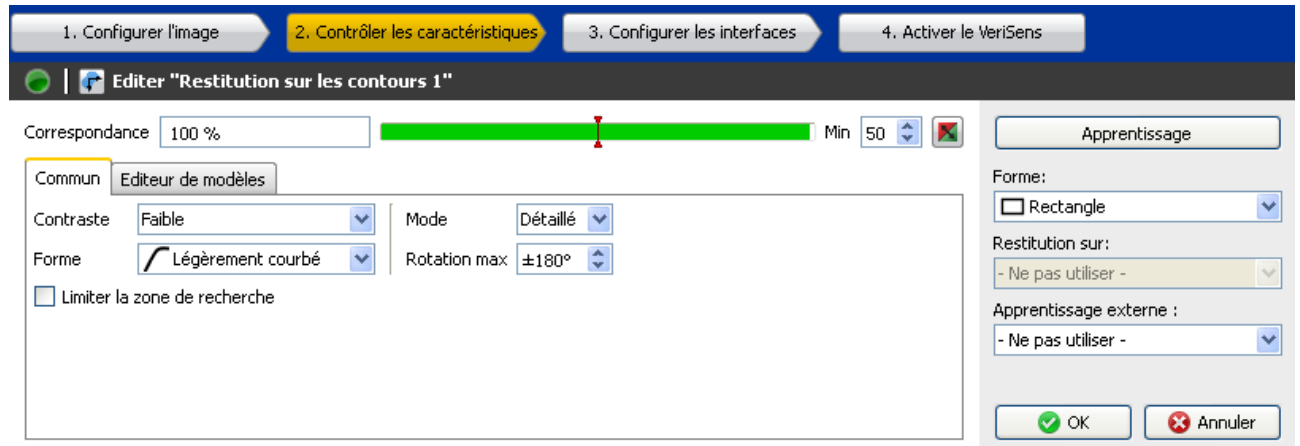 1. Configurer l'image
2. Contrôler les caractéristiques
3. Configurer les interfaces
4. Activer le VeriSens
Editer "Restitution sur les contours 1"
Correspondance 100 % Min 50
Commun Editeur de modèles
Contraste Faible Mode Détaillé
Forme Légèrement courbé Rotation max ±180°
Limiter la zone de recherche
Apprentissage
Forme:
Rectangle
Restitution sur:
- Ne pas utiliser -
Apprentissage externe :
- Ne pas utiliser -
OK Annuler